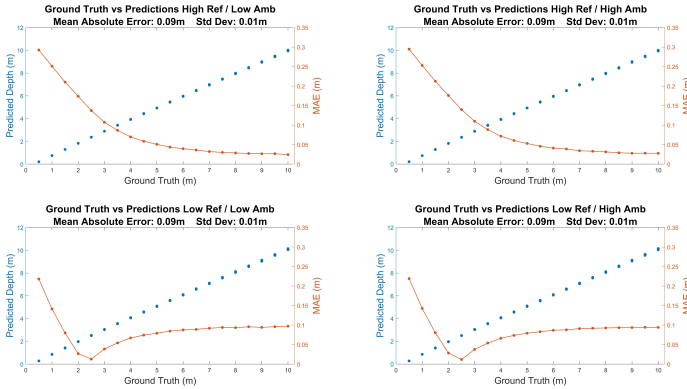 Ground Truth vs Predictions High Ref / Low Amb
Mean Absolute Error: 0.09m Std Dev: 0.01m
Predicted Depth (m)
12
10
8
6
4
2
0
0.35
0.3
0.25
0.2
0.15
0.1
0.05
0
MAE (m)
0 1 2 3 4 5 6 7 8 9 10
Ground Truth (m)
Ground Truth vs Predictions High Ref / High Amb
Mean Absolute Error: 0.09m Std Dev: 0.01m
Predicted Depth (m)
12
10
8
6
4
2
0
0.35
0.3
0.25
0.2
0.15
0.1
0.05
0
MAE (m)
0 1 2 3 4 5 6 7 8 9 10
Ground Truth (m)
Ground Truth vs Predictions Low Ref / Low Amb
Mean Absolute Error: 0.09m Std Dev: 0.01m
Predicted Depth (m)
12
10
8
6
4
2
0
0.35
0.3
0.25
0.2
0.15
0.1
0.05
0
MAE (m)
0 1 2 3 4 5 6 7 8 9 10
Ground Truth (m)
Ground Truth vs Predictions Low Ref / High Amb
Mean Absolute Error: 0.09m Std Dev: 0.01m
Predicted Depth (m)
12
10
8
6
4
2
0
0.35
0.3
0.25
0.2
0.15
0.1
0.05
0
MAE (m)
0 1 2 3 4 5 6 7 8 9 10
Ground Truth (m)